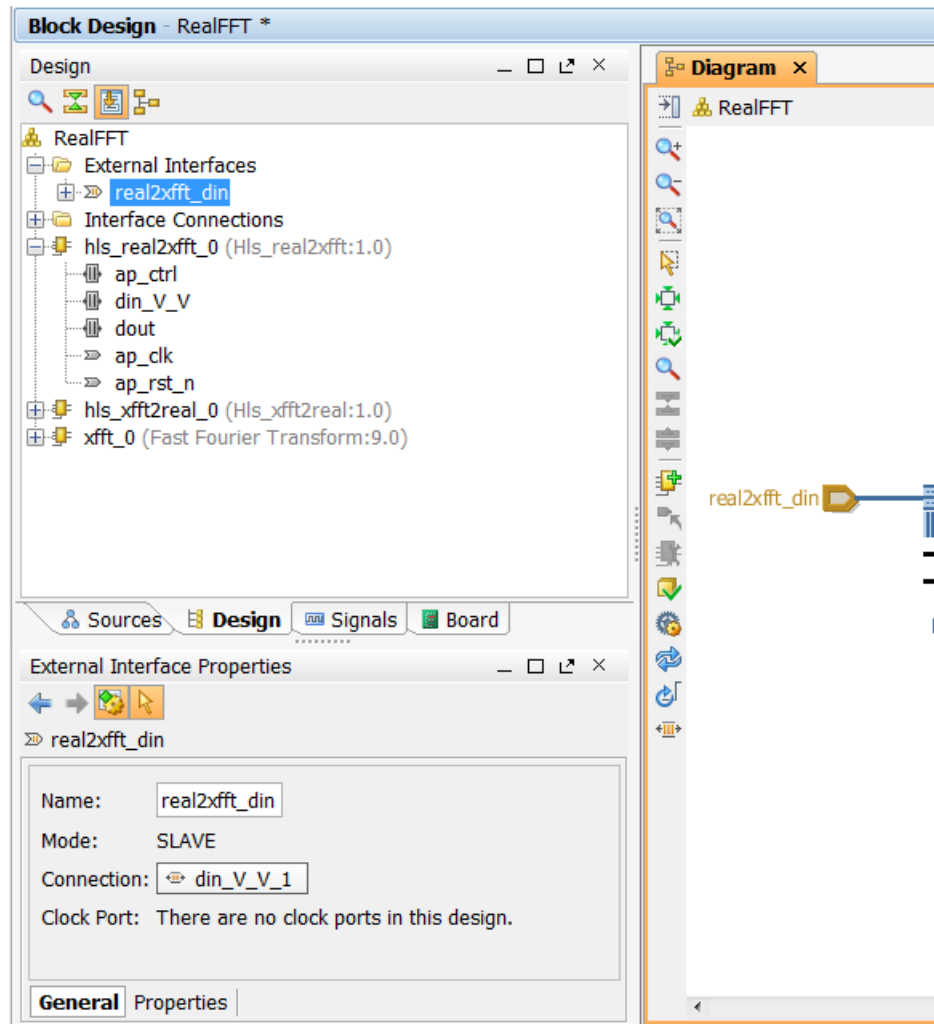 Block Design - RealFFT *
Design
RealFFT
External Interfaces
real2xfft_din
Interface Connections
hls_real2xfft_0 (Hls_real2xfft:1.0)
ap_ctrl
din_V_V
dout
ap_clk
ap_rst_n
hls_xfft2real_0 (Hls_xfft2real:1.0)
xfft_0 (Fast Fourier Transform:9.0)
Sources Design Signals Board
External Interface Properties
real2xfft_din
Name: real2xfft_din
Mode: SLAVE
Connection: din_V_V_1
Clock Port: There are no clock ports in this design.
General Properties
Diagram
RealFFT
real2xfft_din